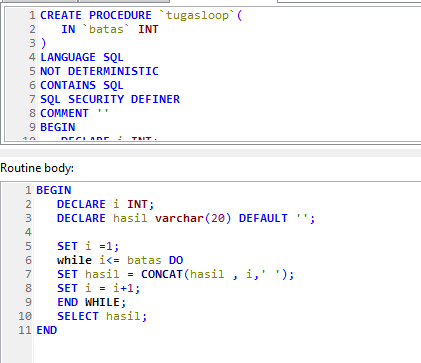 1 CREATE PROCEDURE `tugasloop`(
2 IN `batas` INT
3 )
4 LANGUAGE SQL
5 NOT DETERMINISTIC
6 CONTAINS SQL
7 SQL SECURITY DEFINER
8 COMMENT ''
9 BEGIN
10 DECLARE i INT;
Routine body:
1 BEGIN
2 DECLARE i INT;
3 DECLARE hasil varchar(20) DEFAULT '';
4
5 SET i =1;
6 while i<= batas DO
7 SET hasil = CONCAT(hasil , i,' ');
8 SET i = i+1;
9 END WHILE;
10 SELECT hasil;
11 END